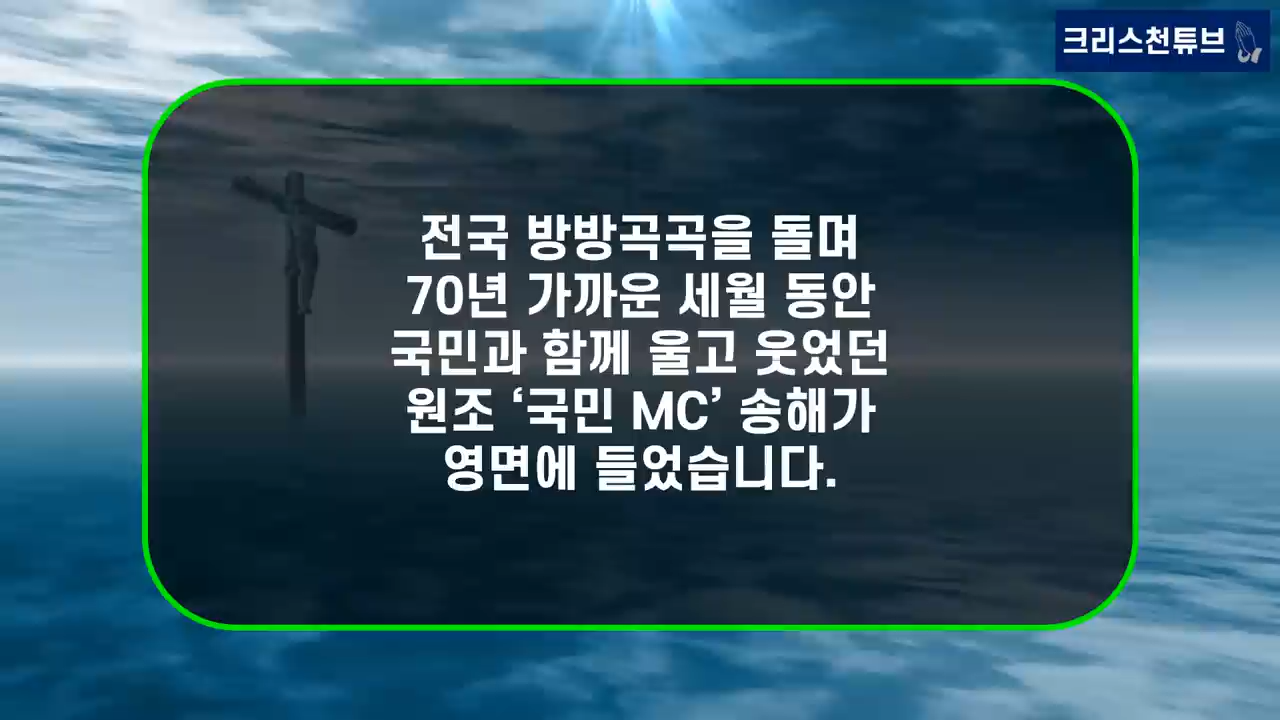 크리스천튜브
전국 방방곡곡을 돌며
70년 가까운 세월 동안
국민과 함께 울고 웃었던
원조 ‘국민 MC’ 송해가
영면에 들었습니다.